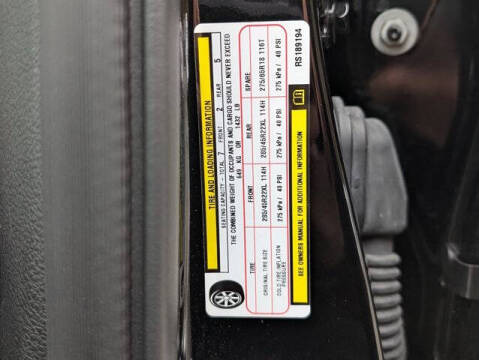 TIRE AND LOADING INFORMATION
SEATING CAPACITY - TOTAL 7 FRONT 2 REAR 5
THE COMBINED WEIGHT OF OCCUPANTS AND CARGO SHOULD NEVER EXCEED
649 KG OR 1432 LB
TIRE FRONT REAR SPARE
ORIGINAL TIRE SIZE 285/45R22XL 114H 285/45R22XL 114H 275/65R18 116T
COLD TIRE INFLATION PRESSURE 275 kPa / 40 PSI 275 kPa / 40 PSI 275 kPa / 40 PSI
SEE OWNERS MANUAL FOR ADDITIONAL INFORMATION
RS189194